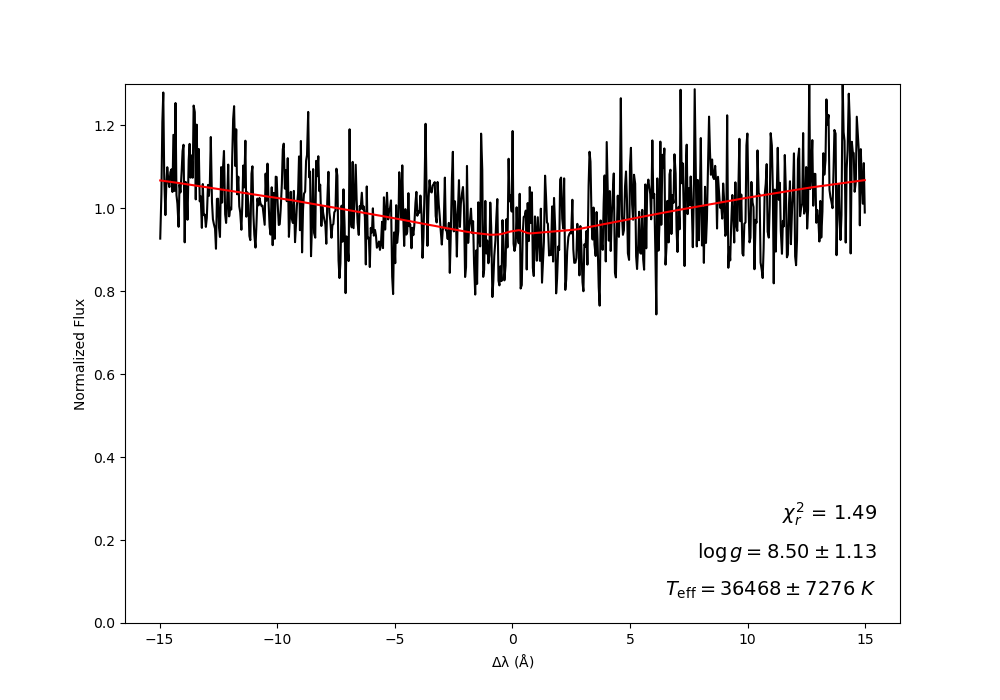 1.2
1.0
0.8
0.6
0.4
0.2
0.0
Normalized Flux
χ²ᵣ = 1.49
log g = 8.50 ± 1.13
T_eff = 36468 ± 7276 K
−15 −10 −5 0 5 10 15
Δλ (Å)